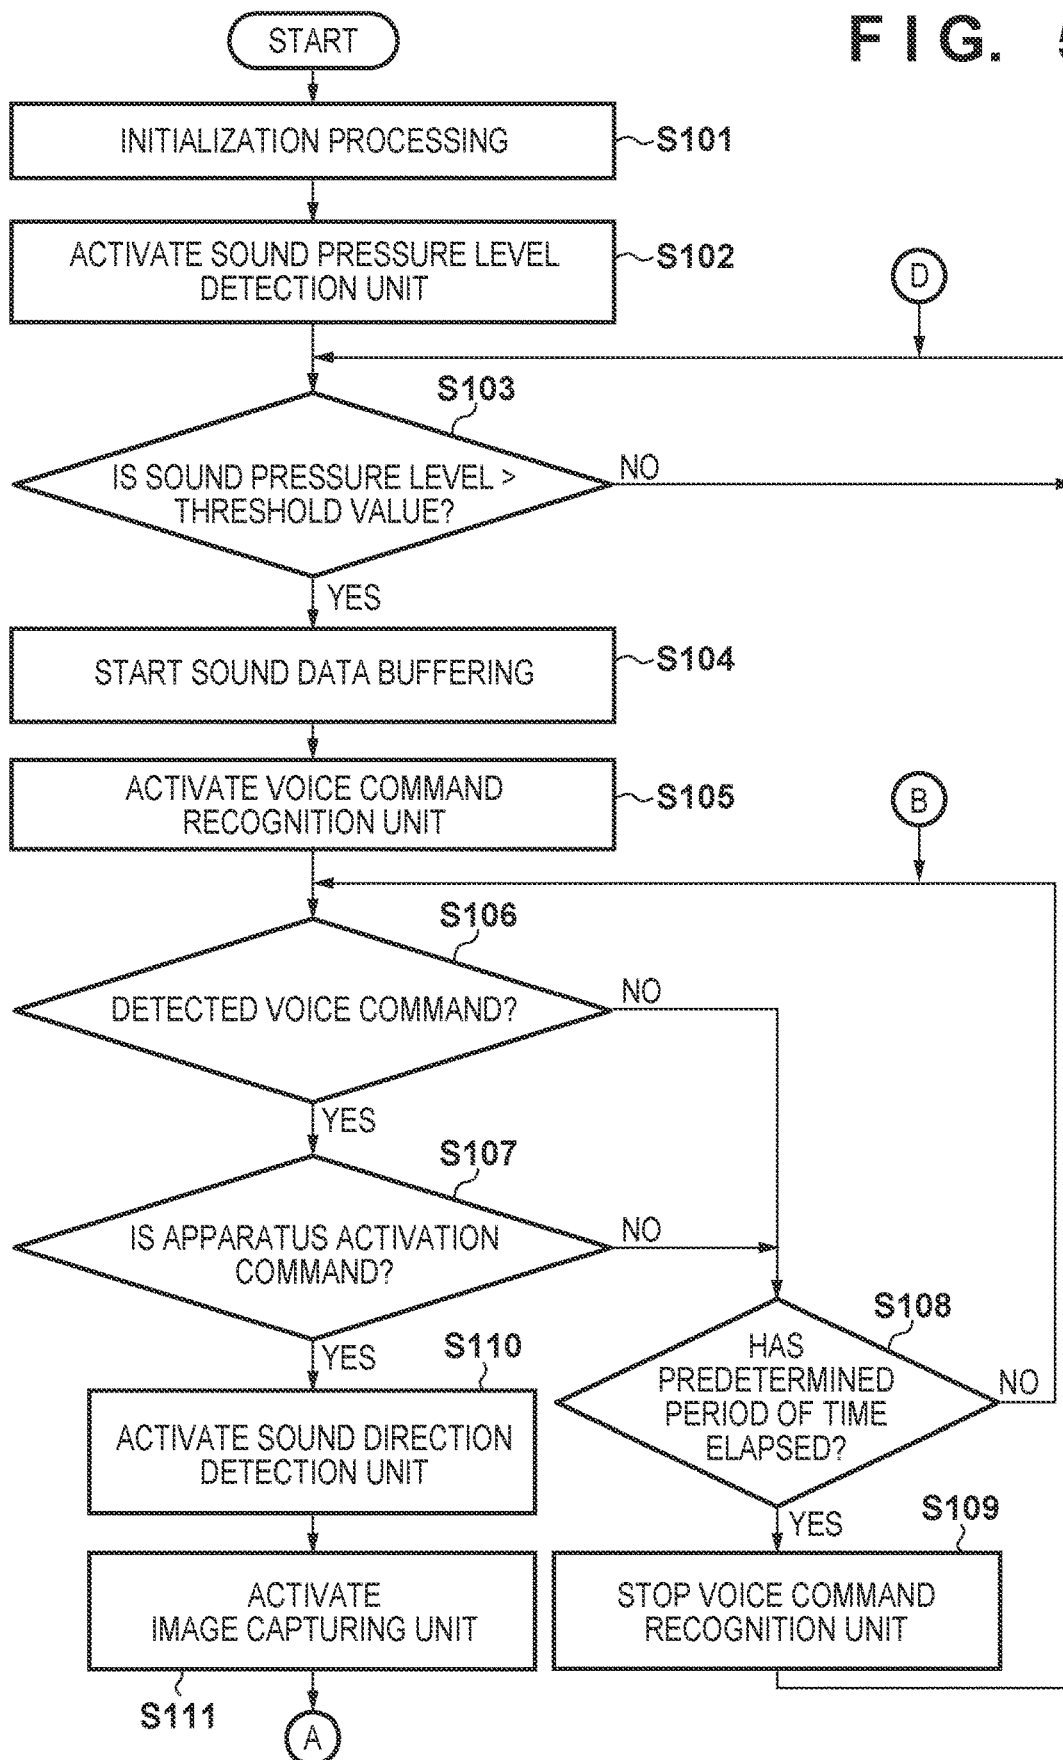 FIG. 5
START
INITIALIZATION PROCESSING
S101
ACTIVATE SOUND PRESSURE LEVEL
DETECTION UNIT
S102
D
S103
IS SOUND PRESSURE LEVEL >
THRESHOLD VALUE?
NO
YES
START SOUND DATA BUFFERING
S104
ACTIVATE VOICE COMMAND
RECOGNITION UNIT
S105
B
S106
DETECTED VOICE COMMAND?
NO
YES
S107
IS APPARATUS ACTIVATION
COMMAND?
NO
YES
S108
HAS
PREDETERMINED
PERIOD OF TIME
ELAPSED?
NO
YES
S110
ACTIVATE SOUND DIRECTION
DETECTION UNIT
S109
STOP VOICE COMMAND
RECOGNITION UNIT
ACTIVATE
IMAGE CAPTURING UNIT
S111
A